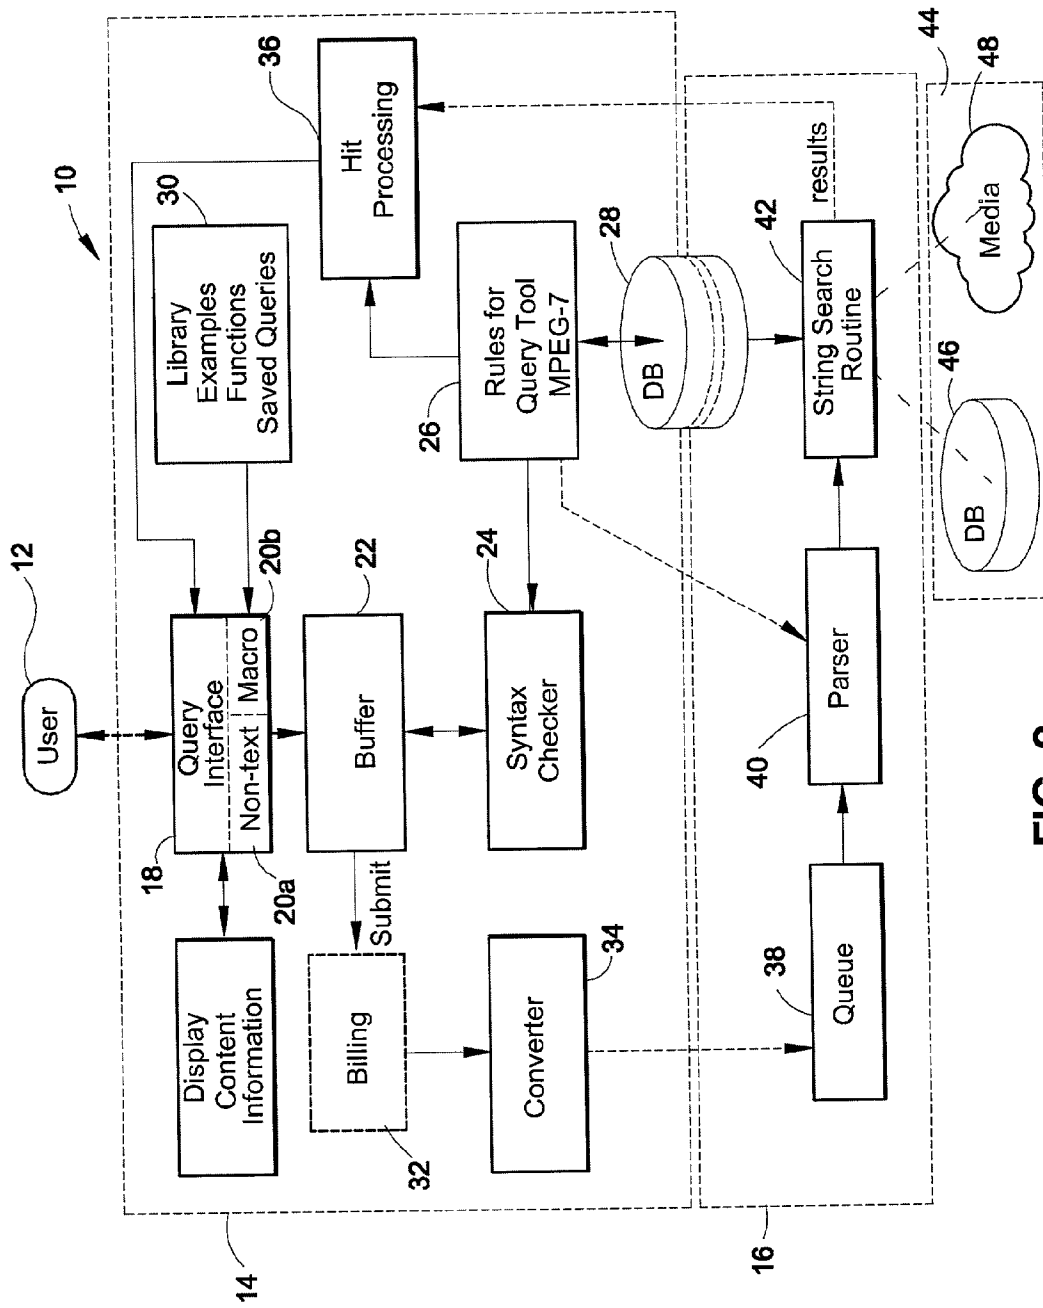 14
12
10
User
18
30
36
Display
Content
Information
Query
Interface
Non-text
Macro
20a
20b
Library
Examples
Functions
Saved Queries
Hit
Processing
22
Billing
Submit
Buffer
32
24
26
34
Converter
Syntax
Checker
Rules for
Query Tool
MPEG-7
28
DB
16
38
40
42
Queue
Parser
String Search
Routine
results
44
46
48
DB
Media
FIG.